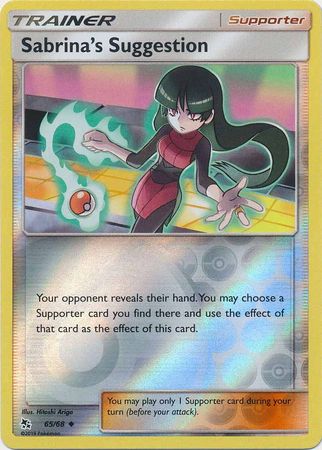 TRAINER Supporter
Sabrina's Suggestion
Your opponent reveals their hand. You may choose a
Supporter card you find there and use the effect of
that card as the effect of this card.
Illus. Hitoshi Ariga
65/68 ◆
©2019 Pokémon
You may play only 1 Supporter card during your
turn (before your attack).